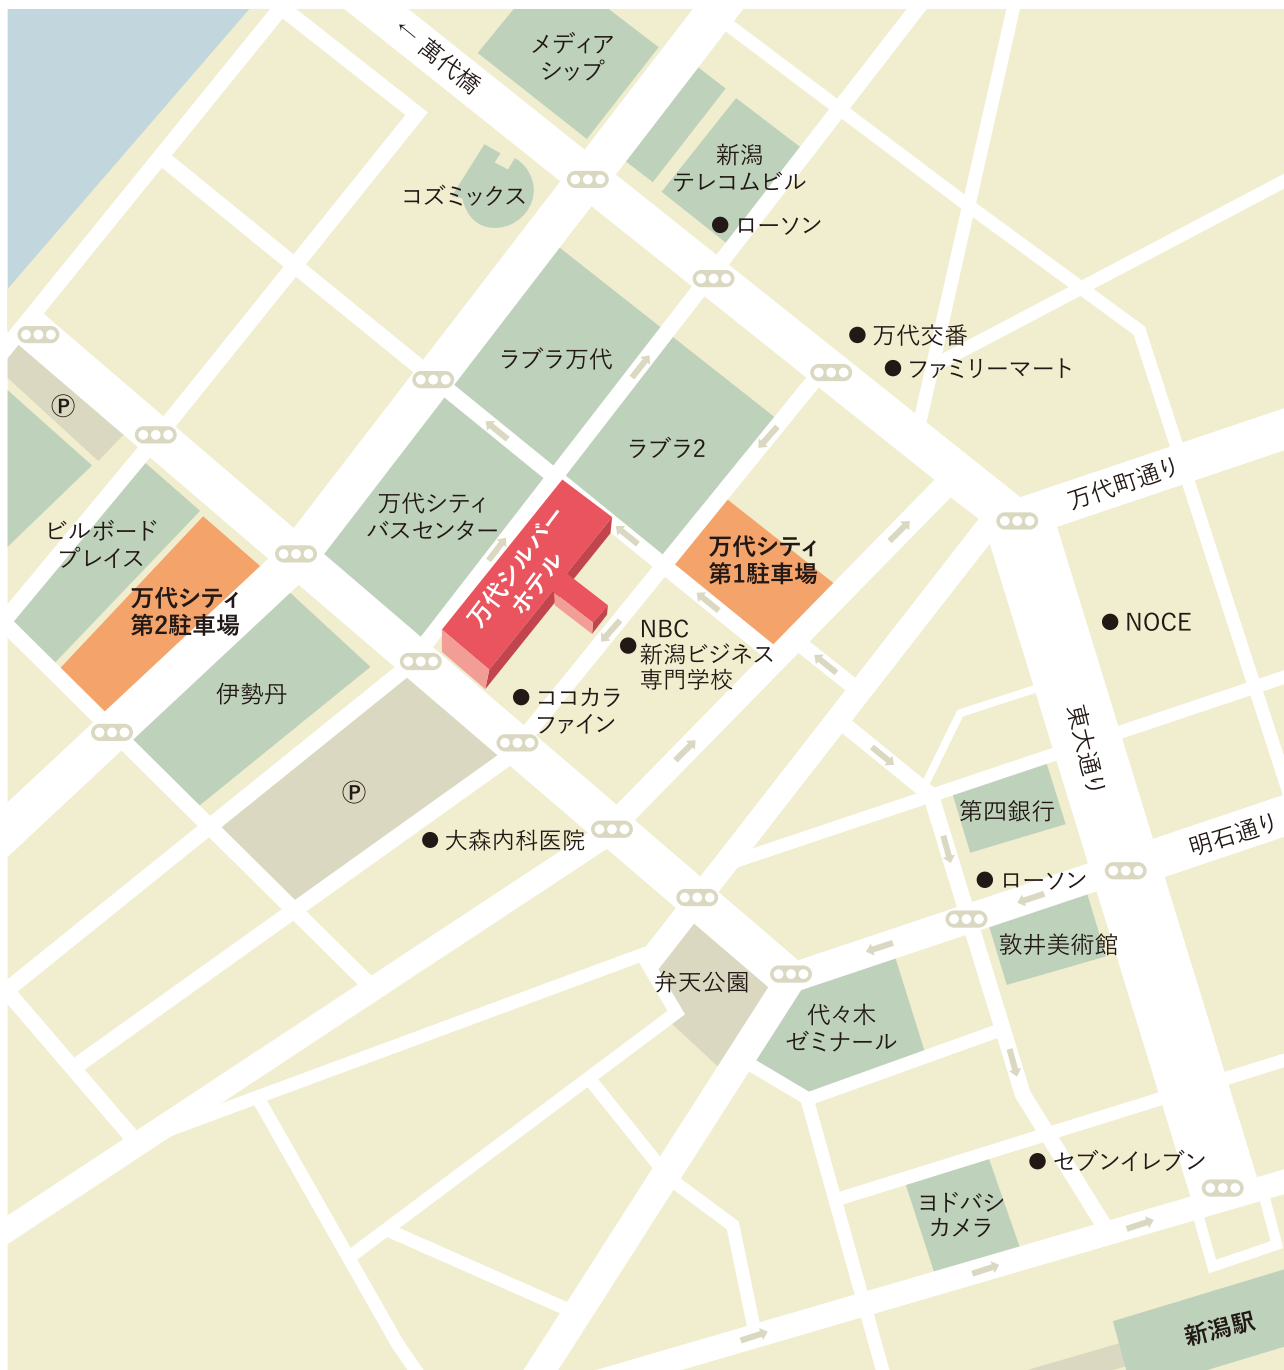 ← 萬代橋
メディア
シップ
新潟
テレコムビル
コズミックス
ローソン
万代交番
ファミリーマート
ラブラ万代
Ⓟ
ラブラ2
万代町通り
万代シティ
バスセンター
ビルボード
プレイス
万代シティ
第1駐車場
万代シルバー
ホテル
万代シティ
第2駐車場
NOCE
NBC
新潟ビジネス
専門学校
伊勢丹
ココカラ
ファイン
東大通り
Ⓟ
第四銀行
大森内科医院
明石通り
ローソン
敦井美術館
弁天公園
代々木
ゼミナール
セブンイレブン
ヨドバシ
カメラ
新潟駅